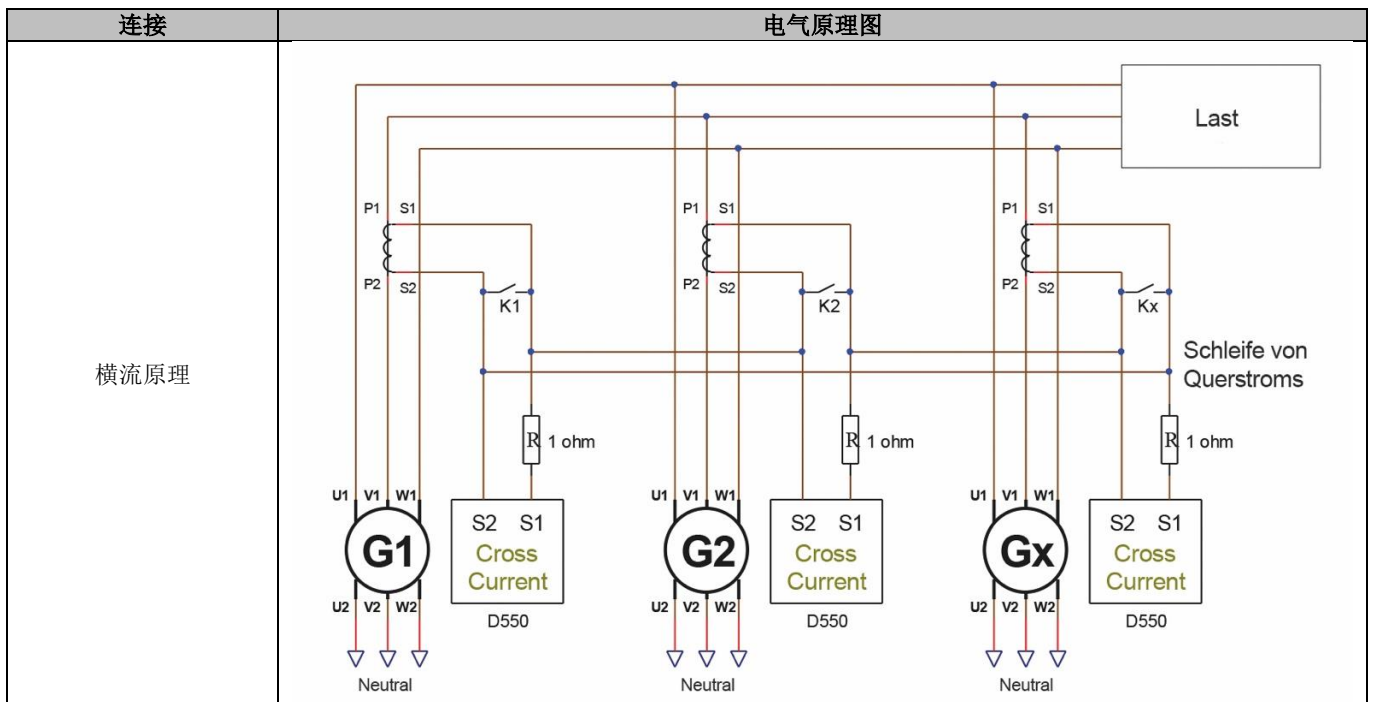 连接 电气原理图
横流原理
Last
P1 S1 P1 S1 P1 S1
P2 S2 P2 S2 P2 S2
K1 K2 Kx
Schleife von
Querstroms
R 1 ohm R 1 ohm R 1 ohm
U1 V1 W1 U1 V1 W1 U1 V1 W1
S2 S1 S2 S1 S2 S1
G1 Cross G2 Cross Gx Cross
Current Current Current
U2 V2 W2 U2 V2 W2 U2 V2 W2
D550 D550 D550
Neutral Neutral Neutral